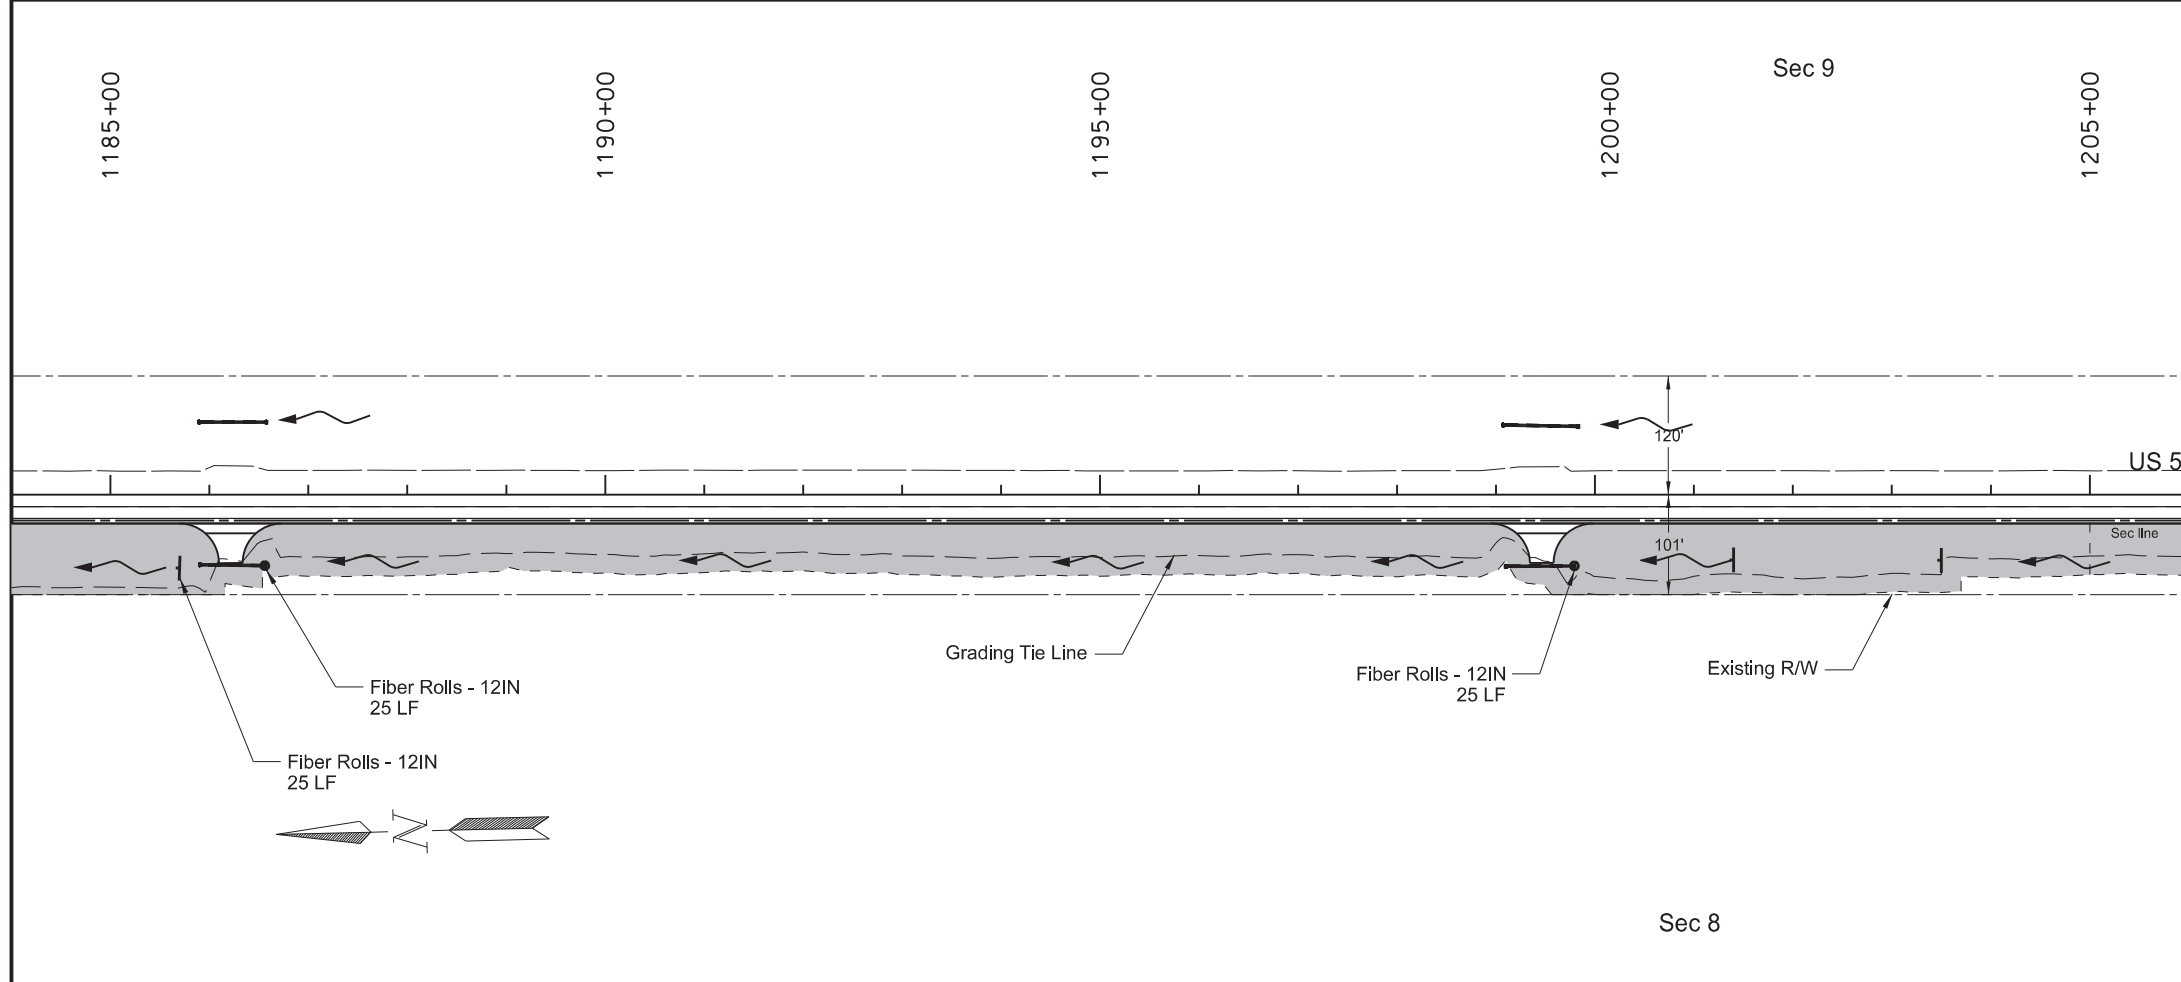 Sec 9
1185+00
1190+00
1195+00
1200+00
1205+00
120'
US 5
Sec line
101'
Grading Tie Line
Fiber Rolls - 12IN
25 LF
Existing R/W
Fiber Rolls - 12IN
25 LF
Fiber Rolls - 12IN
25 LF
N
Sec 8